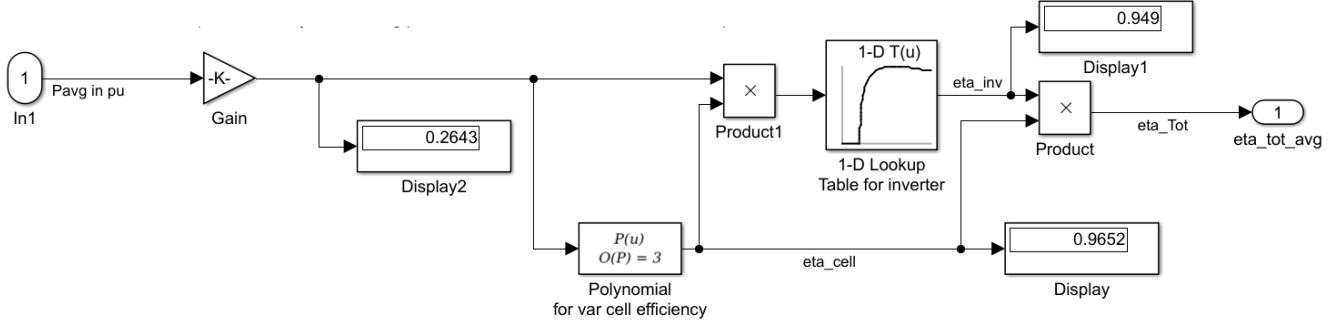 1
In1
Pavg in pu
-K-
Gain
0.2643
Display2
P(u)
O(P) = 3
Polynomial
for var cell efficiency
eta_cell
×
Product1
1-D T(u)
1-D Lookup
Table for inverter
eta_inv
0.949
Display1
×
Product
eta_Tot
1
eta_tot_avg
0.9652
Display